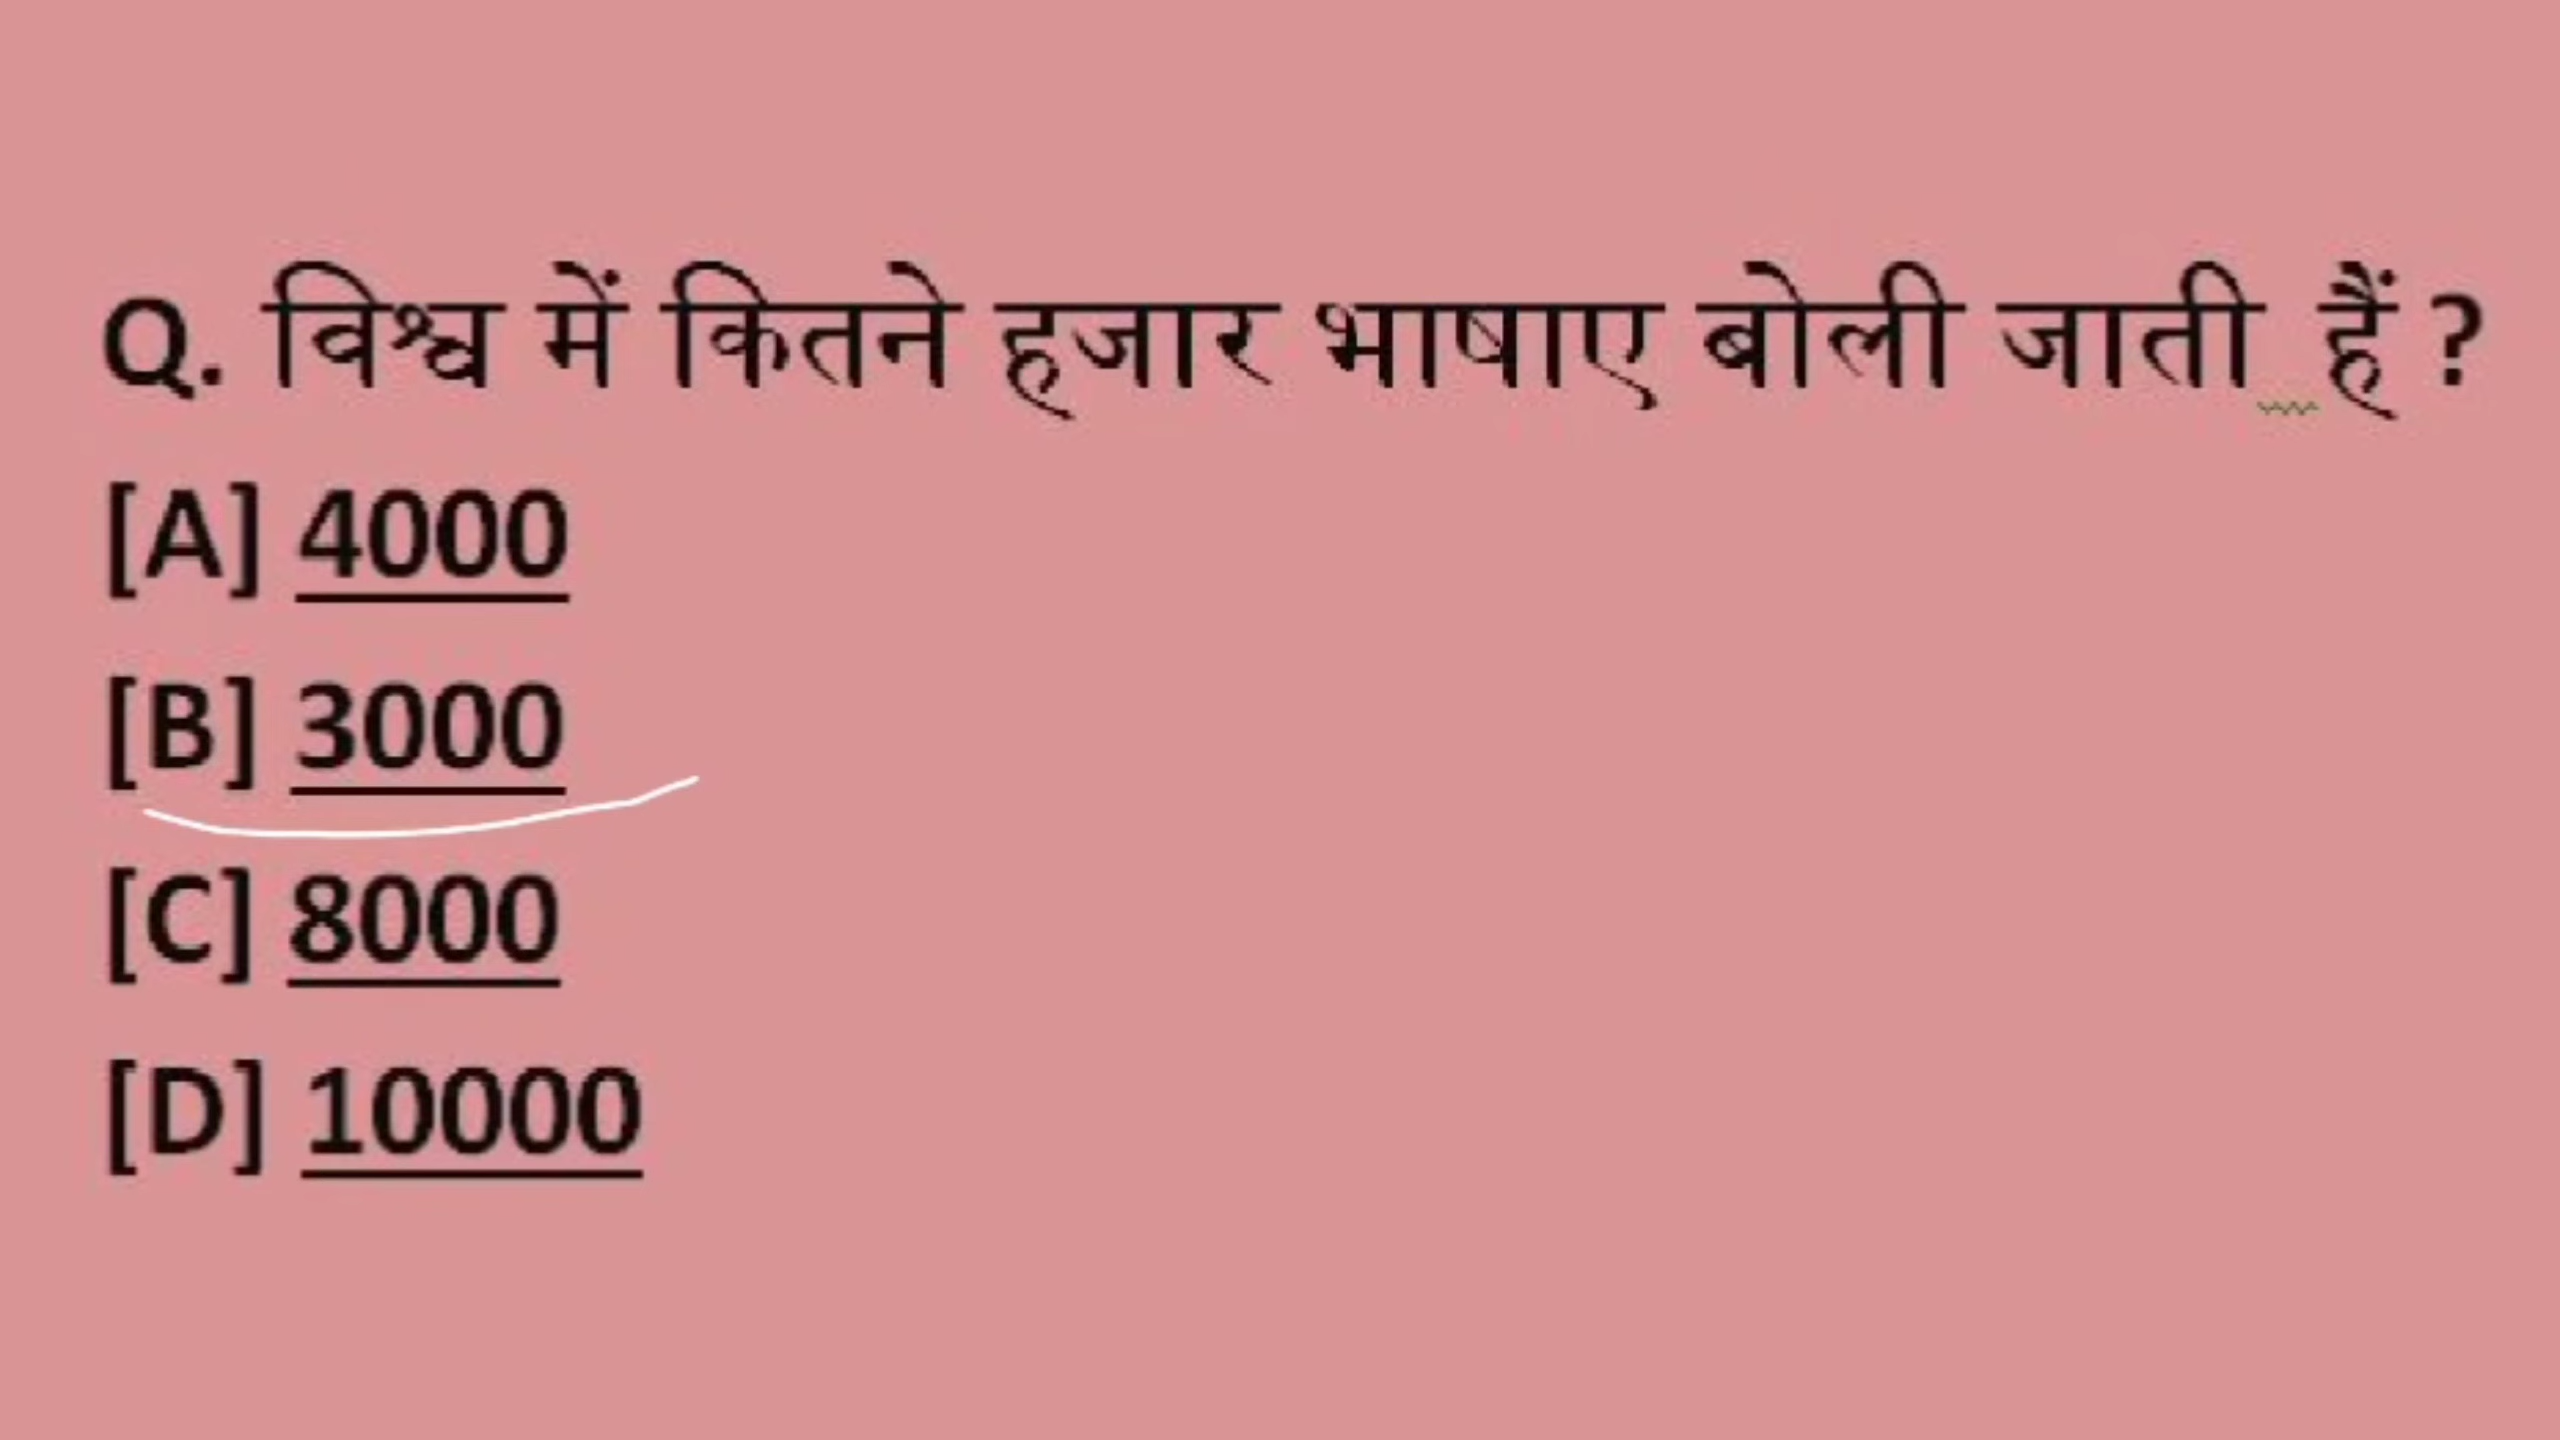 Q. विश्व में कितने हजार भाषाए बोली जाती हैं ?
[A] 4000
[B] 3000
[C] 8000
[D] 10000